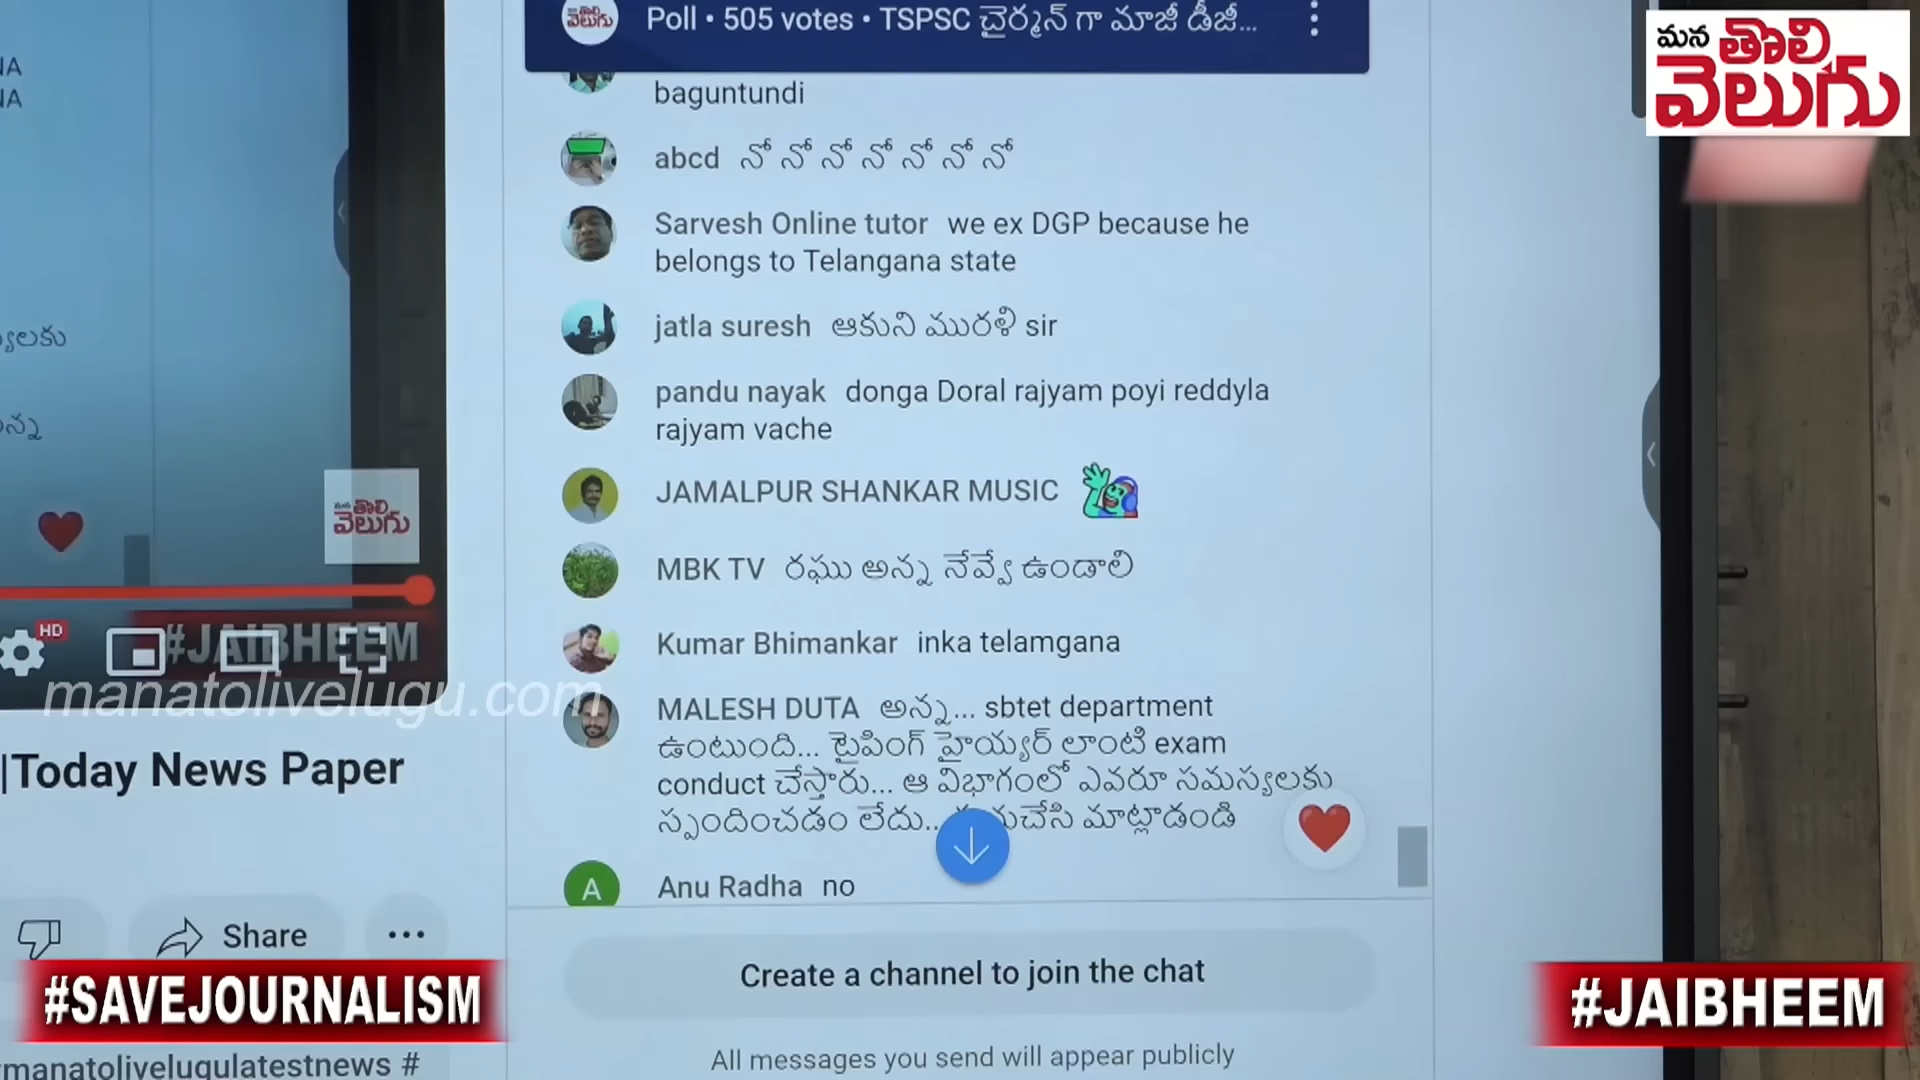 Poll • 505 votes • TSPSC చైర్మన్ గా మాజీ డీజీ...
మన
తొలి
వెలుగు
baguntundi
abcd నో నో నో నో నో నో నో
Sarvesh Online tutor we ex DGP because he
belongs to Telangana state
jatla suresh ఆకుని మురళి sir
pandu nayak donga Doral rajyam poyi reddyla
rajyam vache
JAMALPUR SHANKAR MUSIC
MBK TV రఘు అన్న నేవ్వే ఉండాలి
Kumar Bhimankar inka telamgana
MALESH DUTA అన్న... sbtet department
ఉంటుంది... టైపింగ్ హైయ్యర్ లాంటి exam
conduct చేస్తారు... ఆ విభాగంలో ఎవరూ సమస్యలకు
స్పందించడం లేదు..
మాట్లాడండి
A Anu Radha no
Create a channel to join the chat
All messages you send will appear publicly
మన తొలి
వెలుగు
HD
#JAIBHEEM
manatolivelugu.com
|Today News Paper
Share
#SAVEJOURNALISM
#JAIBHEEM
manatolivelugulatestnews #